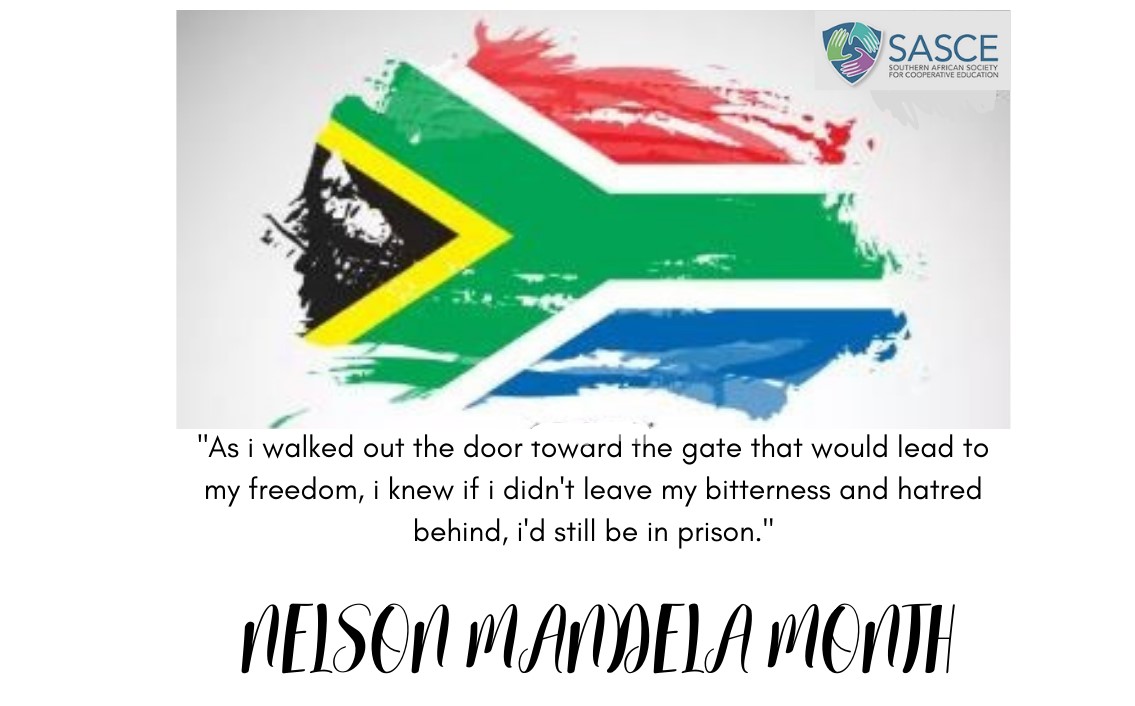 SASCE
SOUTHERN AFRICAN SOCIETY
FOR COOPERATIVE EDUCATION
"As i walked out the door toward the gate that would lead to
my freedom, i knew if i didn't leave my bitterness and hatred
behind, i'd still be in prison."
NELSON MANDELA MONTH